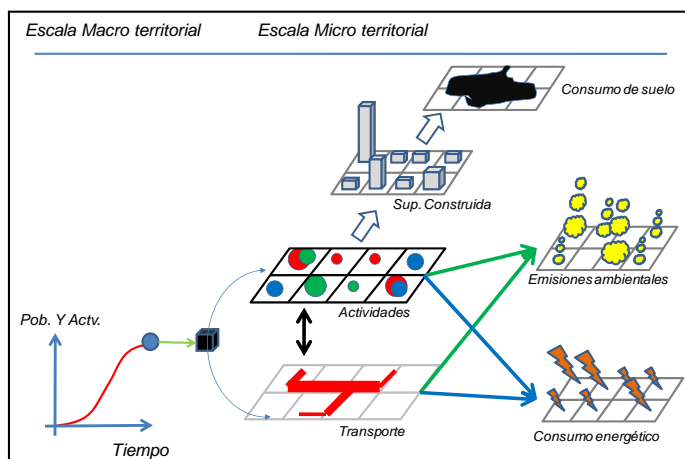 Escala Macro territorial
Escala Micro territorial
Consumo de suelo
Sup. Construida
Emisiones ambientales
Actividades
Pob. Y Actv.
Transporte
Consumo energético
Tiempo